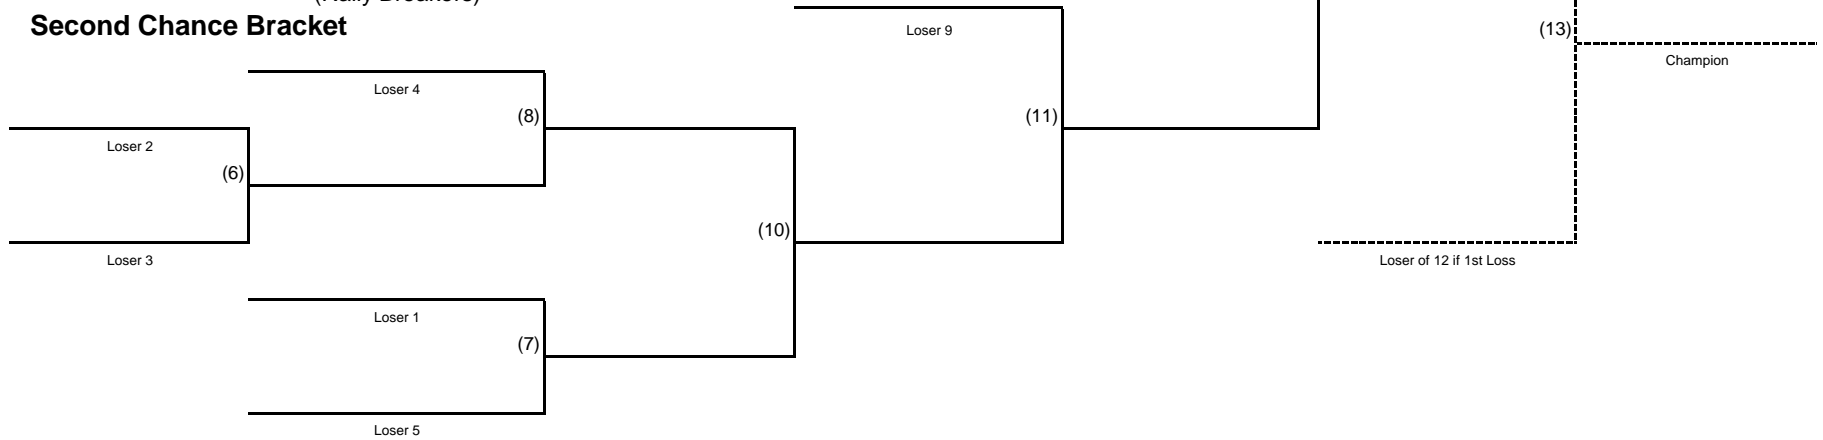 Second Chance Bracket
Loser 9
(13)
Champion
Loser 4
(8)
(11)
Loser 2
(6)
(10)
Loser 3
Loser of 12 if 1st Loss
Loser 1
(7)
Loser 5